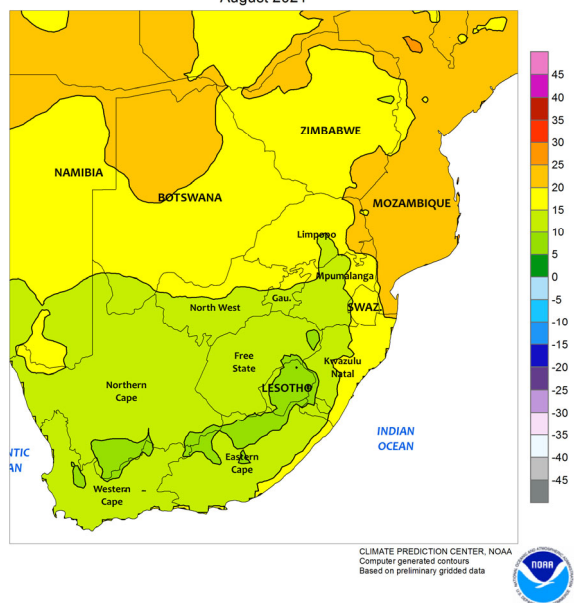 ZIMBABWE
NAMIBIA
BOTSWANA
MOZAMBIQUE
Limpopo
Mpumalanga
North West
Gau.
SWAZ.
Free
State
Kwazulu
Natal
Northern
Cape
LESOTHO
INDIAN
OCEAN
Eastern
Cape
Western
Cape
45
40
35
30
25
20
15
10
5
0
-5
-10
-15
-20
-25
-30
-35
-40
-45
CLIMATE PREDICTION CENTER, NOAA
Computer generated contours
Based on preliminary gridded data
NOAA